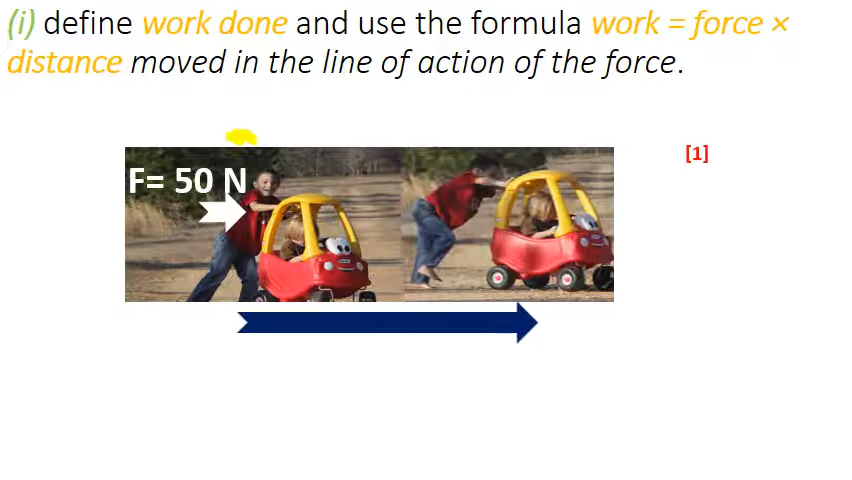 (i) define work done and use the formula work = force ×
distance moved in the line of action of the force.
[1]
F= 50 N